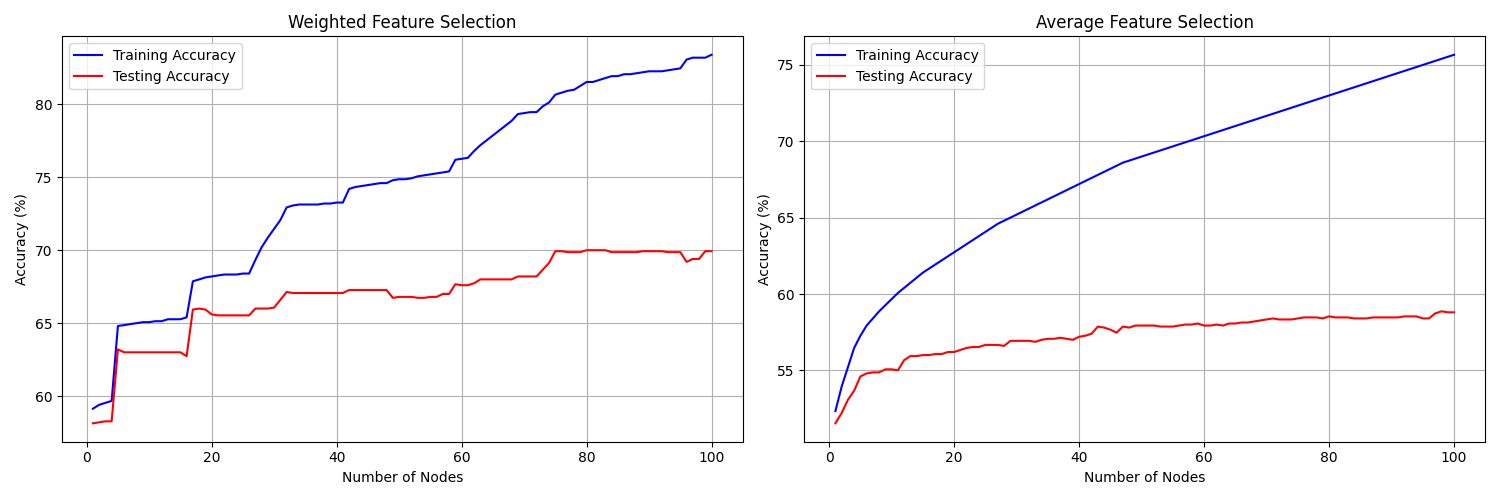 Weighted Feature Selection
Training Accuracy
Testing Accuracy
Accuracy (%)
80
75
70
65
60
0 20 40 60 80 100
Number of Nodes
Average Feature Selection
Training Accuracy
Testing Accuracy
Accuracy (%)
75
70
65
60
55
0 20 40 60 80 100
Number of Nodes